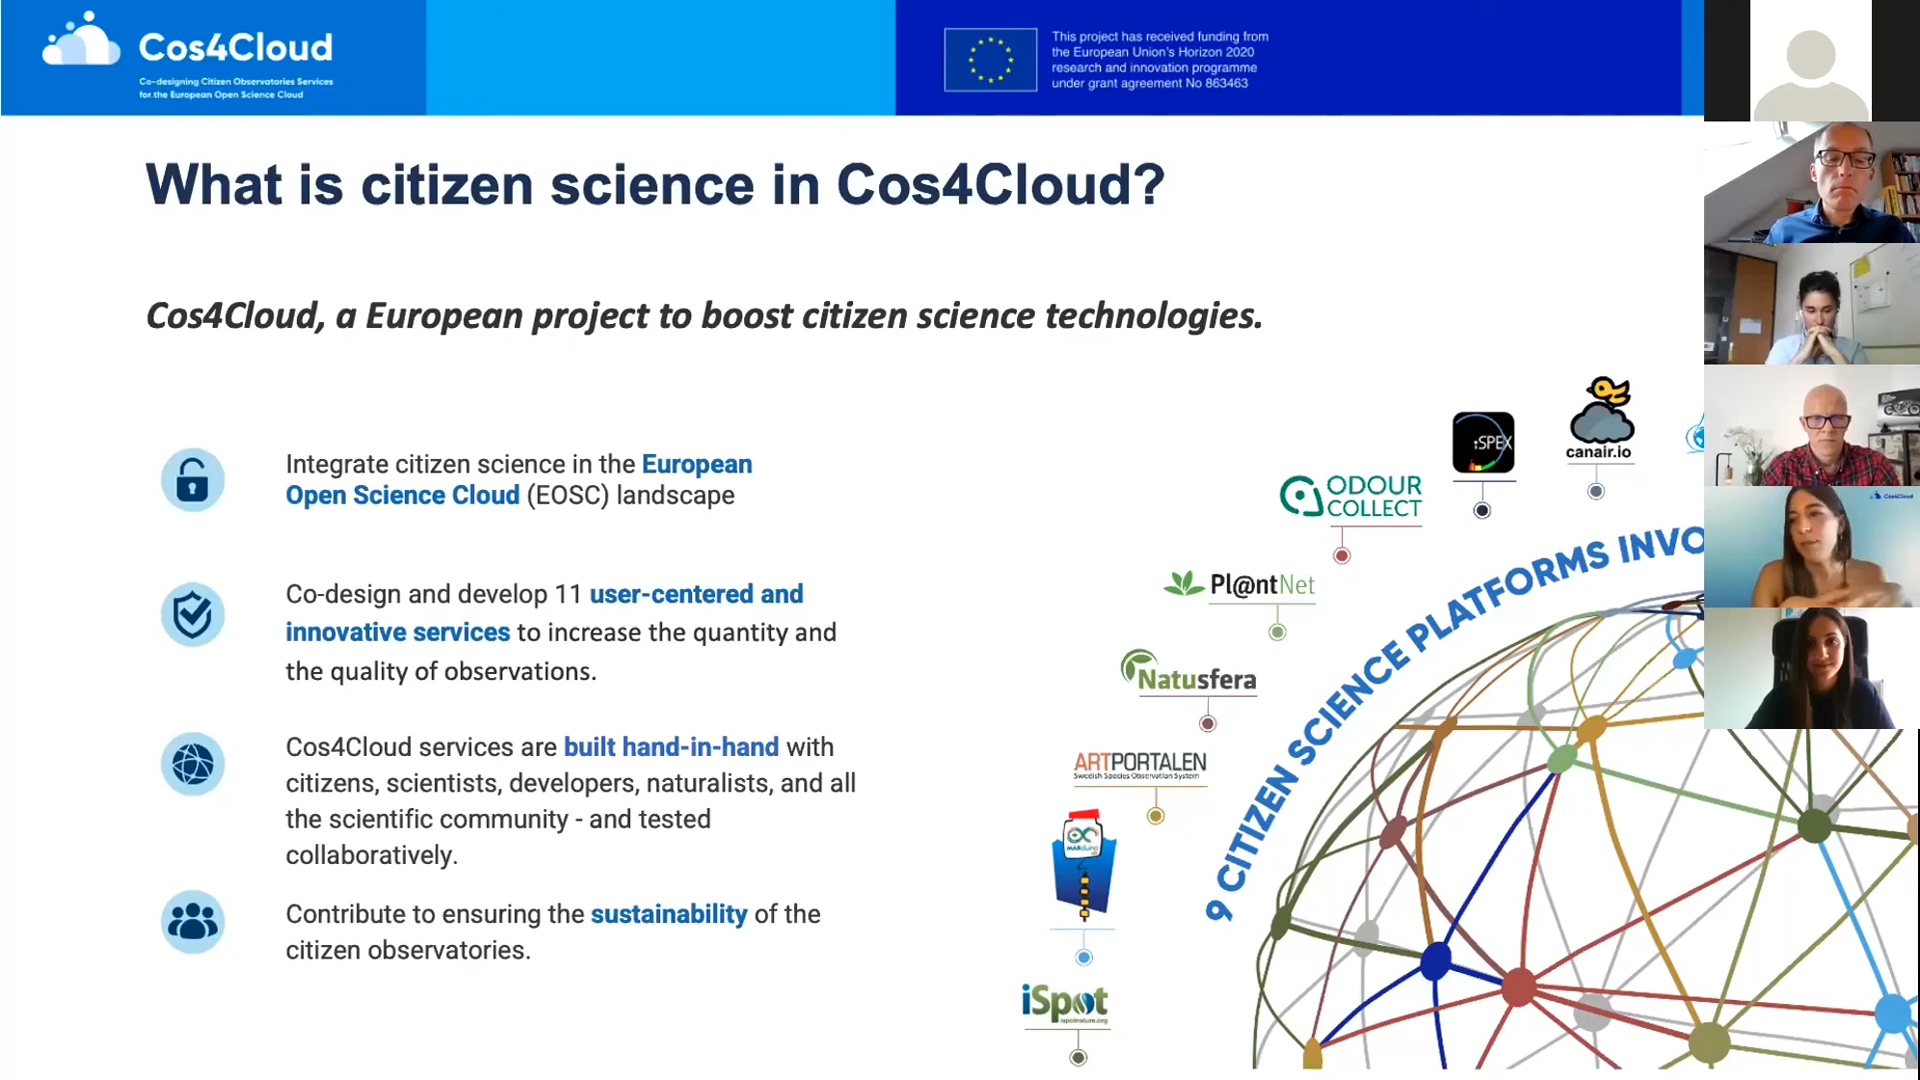 Cos4Cloud
Co-designing Citizen Observatories Services
for the European Open Science Cloud
This project has received funding from
the European Union's Horizon 2020
research and innovation programme
under grant agreement No 863463
What is citizen science in Cos4Cloud?
Cos4Cloud, a European project to boost citizen science technologies.
Integrate citizen science in the European
Open Science Cloud (EOSC) landscape
Co-design and develop 11 user-centered and
innovative services to increase the quantity and
the quality of observations.
Cos4Cloud services are built hand-in-hand with
citizens, scientists, developers, naturalists, and all
the scientific community - and tested
collaboratively.
Contribute to ensuring the sustainability of the
citizen observatories.
iSPEX
canair.io
ODOUR
COLLECT
Pl@ntNet
Natusfera
ARTPORTALEN
Swedish Species Observation System
MARduino
iSpot
ispotnature.org
9 CITIZEN SCIENCE PLATFORMS INVO
Cos4Cloud